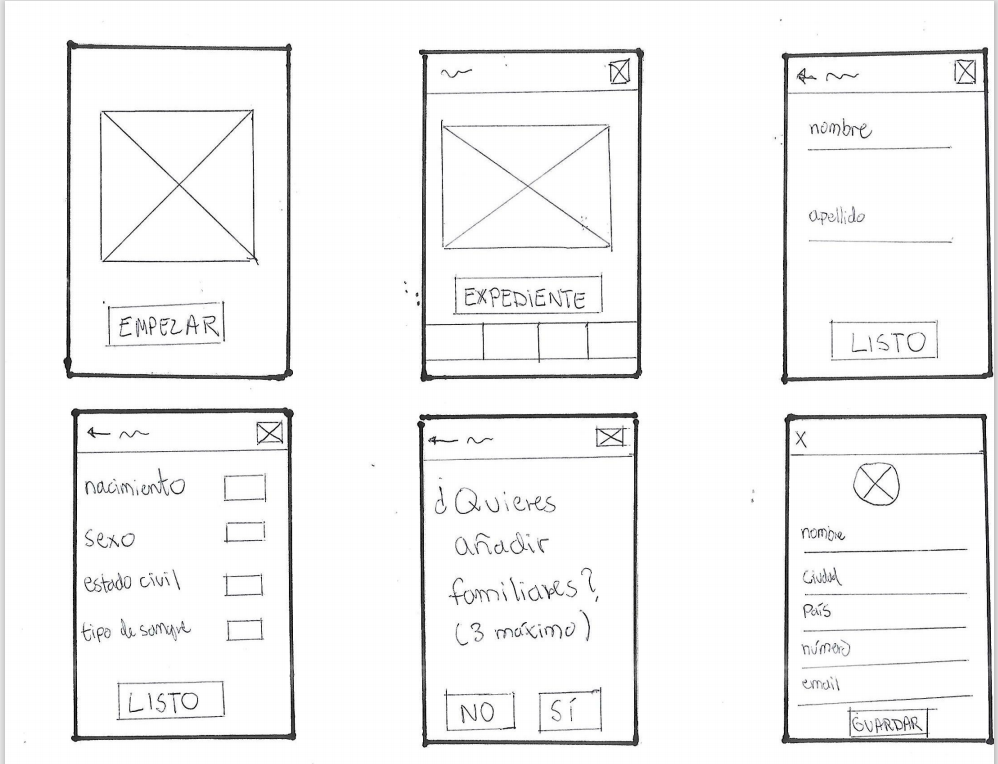 EMPEZAR
EXPEDIENTE
nombre
apellido
LISTO
nacimiento
sexo
estado civil
tipo de sangre
LISTO
¿Quieres
añadir
familiares?
(3 máximo)
NO SÍ
X
nombre
ciudad
País
número
email
GUARDAR